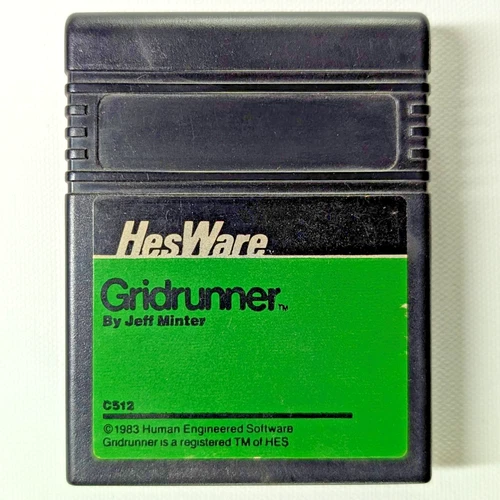 HesWare
Gridrunner™
By Jeff Minter
C512
©1983 Human Engineered Software
Gridrunner is a registered TM of HES